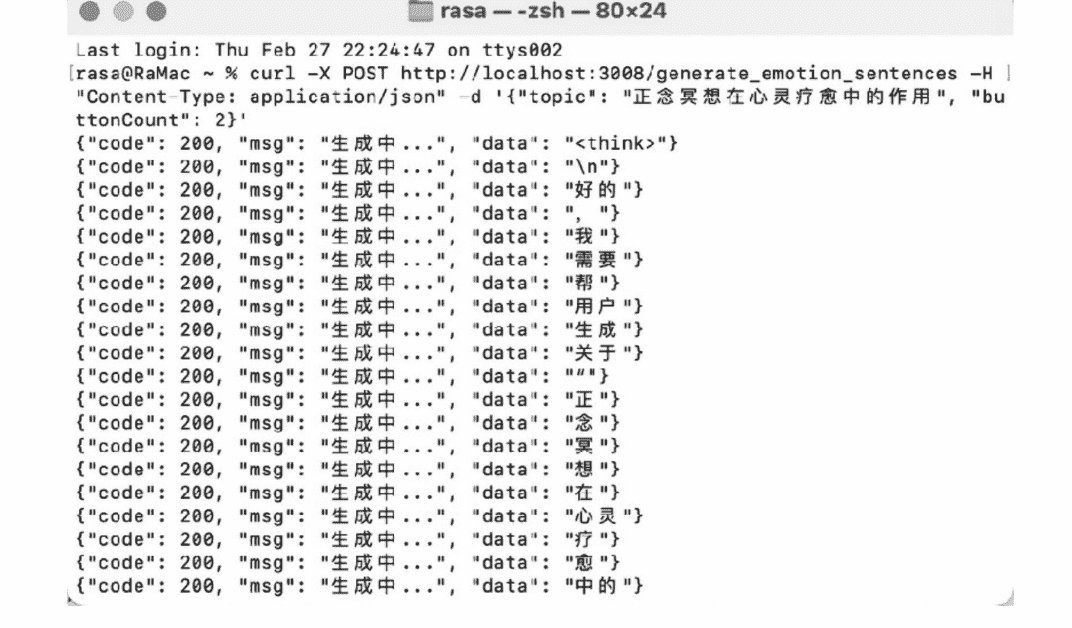 rasa — -zsh — 80×24
Last login: Thu Feb 27 22:24:47 on ttys002
[rasa@RaMac ~ % curl -X POST http://localhost:3008/generate_emotion_sentences -H ]
"Content-Type: application/json" -d '{"topic": "正念冥想在心灵疗愈中的作用", "bu
ttonCount": 2}'
{"code": 200, "msg": "生成中...", "data": "<think>"}
{"code": 200, "msg": "生成中...", "data": "\n"}
{"code": 200, "msg": "生成中...", "data": "好的"}
{"code": 200, "msg": "生成中...", "data": "，"}
{"code": 200, "msg": "生成中...", "data": "我"}
{"code": 200, "msg": "生成中...", "data": "需要"}
{"code": 200, "msg": "生成中...", "data": "帮"}
{"code": 200, "msg": "生成中...", "data": "用户"}
{"code": 200, "msg": "生成中...", "data": "生成"}
{"code": 200, "msg": "生成中...", "data": "关于"}
{"code": 200, "msg": "生成中...", "data": "“"}
{"code": 200, "msg": "生成中...", "data": "正"}
{"code": 200, "msg": "生成中...", "data": "念"}
{"code": 200, "msg": "生成中...", "data": "冥"}
{"code": 200, "msg": "生成中...", "data": "想"}
{"code": 200, "msg": "生成中...", "data": "在"}
{"code": 200, "msg": "生成中...", "data": "心灵"}
{"code": 200, "msg": "生成中...", "data": "疗"}
{"code": 200, "msg": "生成中...", "data": "愈"}
{"code": 200, "msg": "生成中...", "data": "中的"}